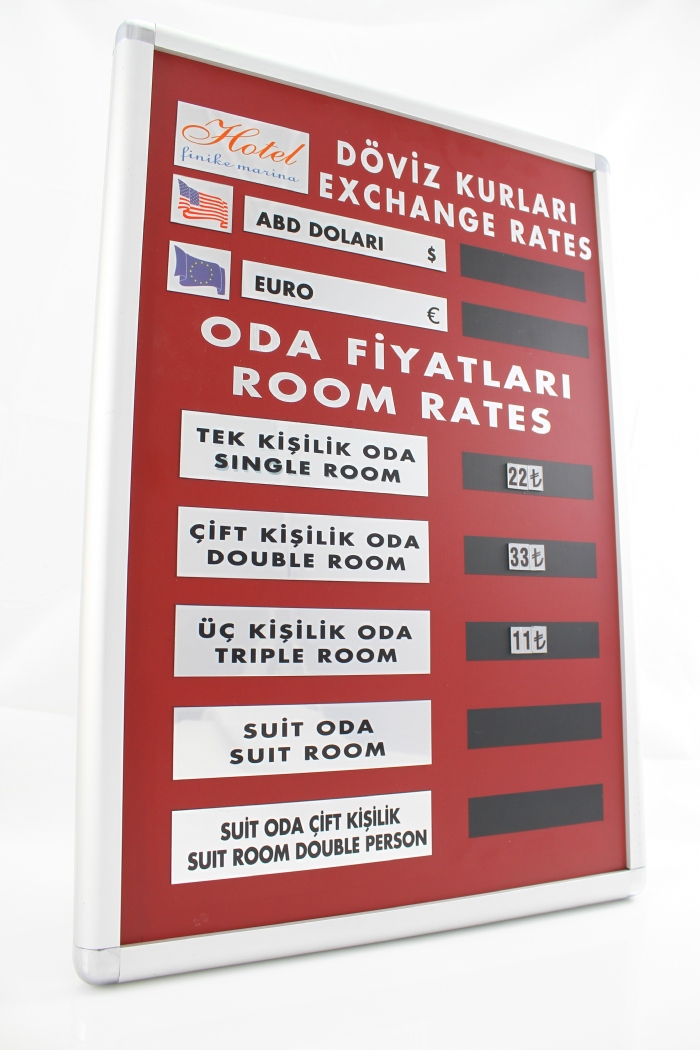 Hotel
finike marina
DÖVİZ KURLARI
EXCHANGE RATES
ABD DOLARI $
EURO €
ODA FİYATLARI
ROOM RATES
TEK KİŞİLİK ODA
SINGLE ROOM
22₺
ÇİFT KİŞİLİK ODA
DOUBLE ROOM
33₺
ÜÇ KİŞİLİK ODA
TRIPLE ROOM
11₺
SUİT ODA
SUIT ROOM
SUİT ODA ÇİFT KİŞİLİK
SUIT ROOM DOUBLE PERSON